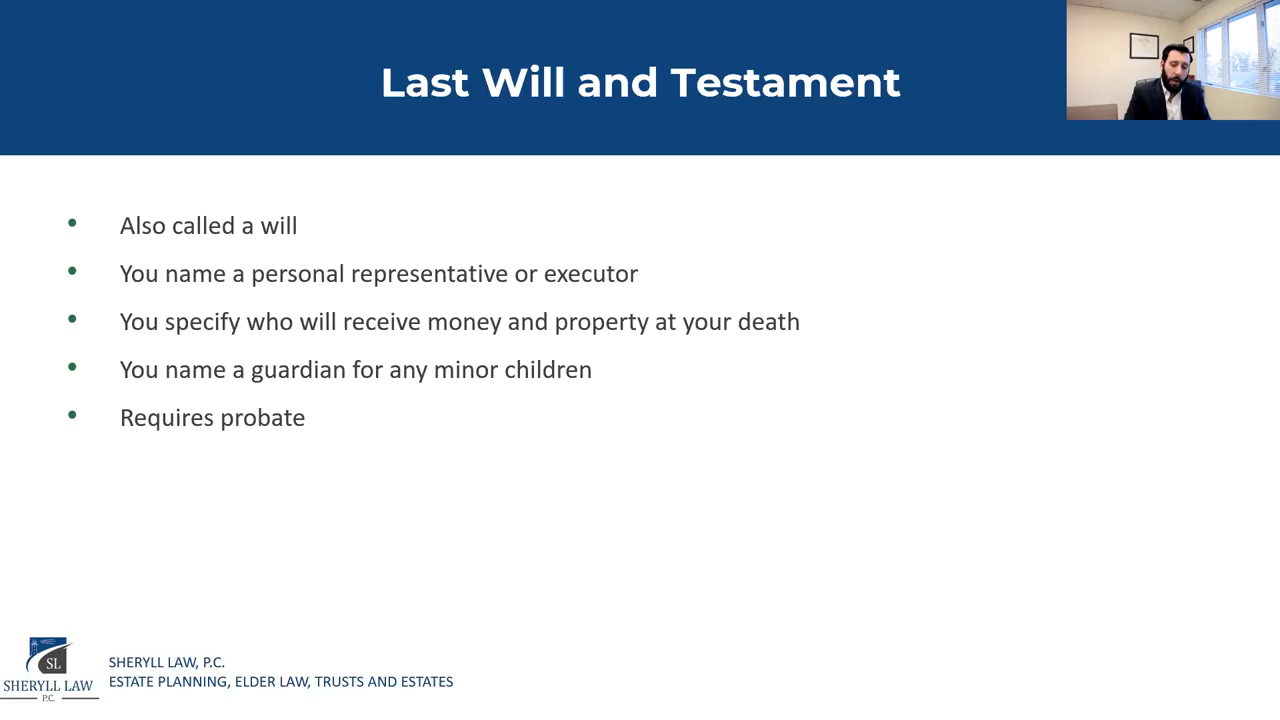 Last Will and Testament
• Also called a will
• You name a personal representative or executor
• You specify who will receive money and property at your death
• You name a guardian for any minor children
• Requires probate
SL
SHERYLL LAW
P.C.
SHERYLL LAW, P.C.
ESTATE PLANNING, ELDER LAW, TRUSTS AND ESTATES